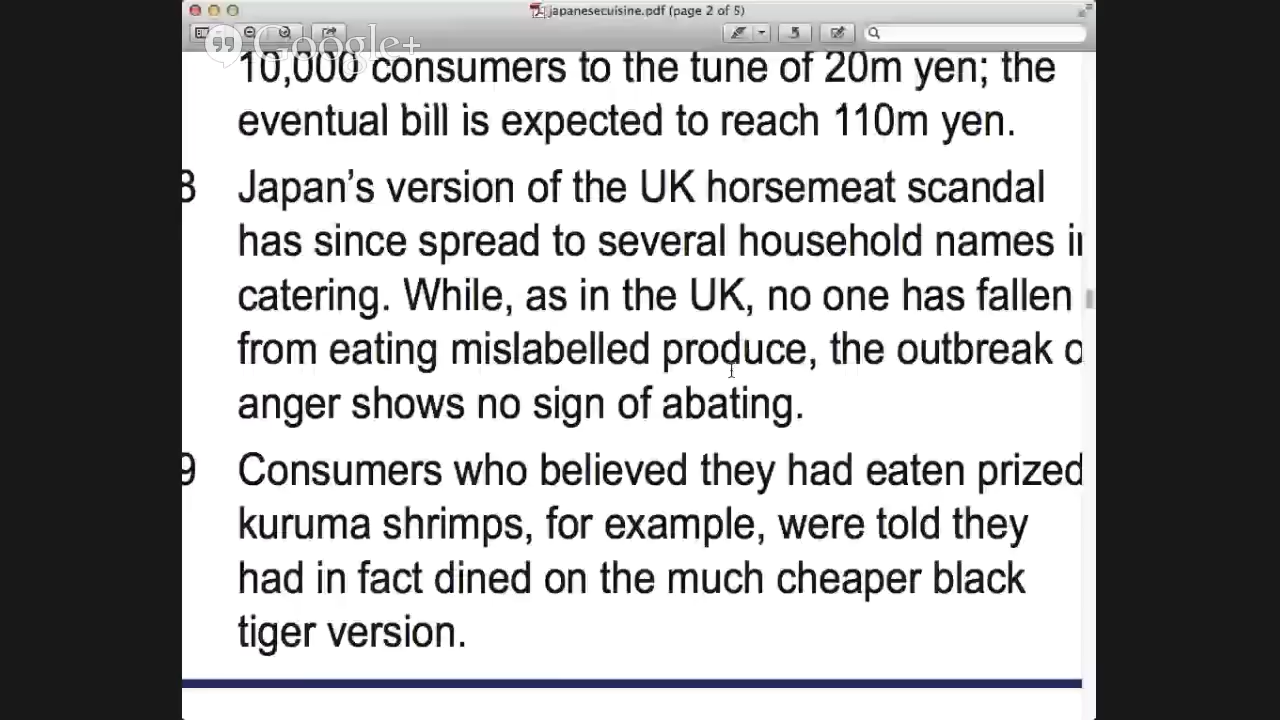 japanesecuisine.pdf (page 2 of 5)
Google+
10,000 consumers to the tune of 20m yen; the
eventual bill is expected to reach 110m yen.
8 Japan's version of the UK horsemeat scandal
has since spread to several household names
catering. While, as in the UK, no one has fallen
from eating mislabelled produce, the outbreak
anger shows no sign of abating.
9 Consumers who believed they had eaten prized
kuruma shrimps, for example, were told they
had in fact dined on the much cheaper black
tiger version.